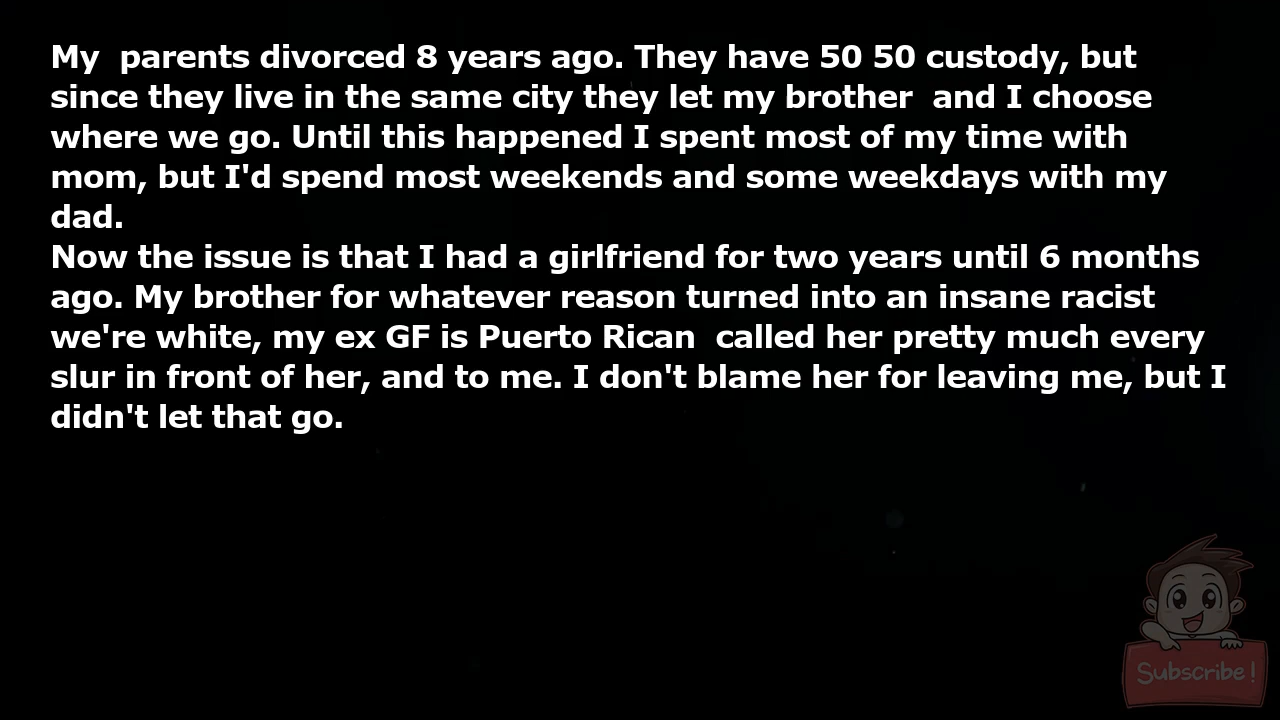 My  parents divorced 8 years ago. They have 50 50 custody, but
since they live in the same city they let my brother  and I choose
where we go. Until this happened I spent most of my time with
mom, but I'd spend most weekends and some weekdays with my
dad.
Now the issue is that I had a girlfriend for two years until 6 months
ago. My brother for whatever reason turned into an insane racist
we're white, my ex GF is Puerto Rican  called her pretty much every
slur in front of her, and to me. I don't blame her for leaving me, but I
didn't let that go.
Subscribe!